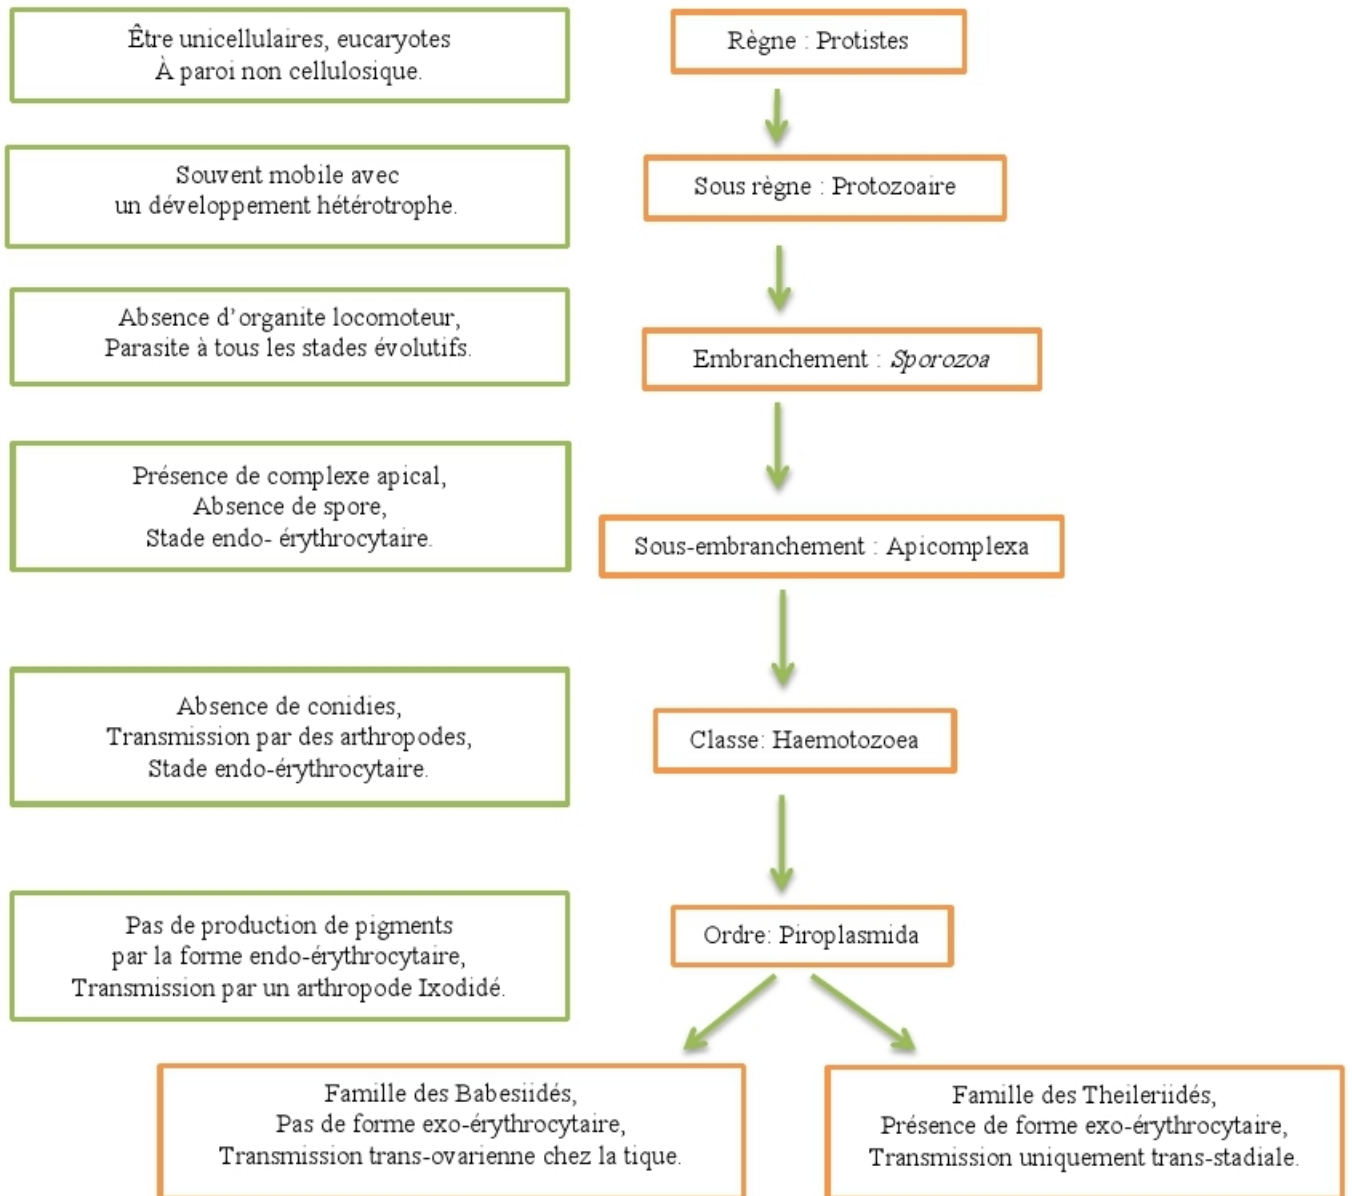 Être unicellulaires, eucaryotes
À paroi non cellulosique.
Règne : Protistes
Souvent mobile avec
un développement hétérotrophe.
Sous règne : Protozoaire
Absence d'organite locomoteur,
Parasite à tous les stades évolutifs.
Embranchement : Sporozoa
Présence de complexe apical,
Absence de spore,
Stade endo- érythrocytaire.
Sous-embranchement : Apicomplexa
Absence de conidies,
Transmission par des arthropodes,
Stade endo-érythrocytaire.
Classe: Haemotozoea
Pas de production de pigments
par la forme endo-érythrocytaire,
Transmission par un arthropode Ixodidé.
Ordre: Piroplasmida
Famille des Babesiidés,
Pas de forme exo-érythrocytaire,
Transmission trans-ovarienne chez la tique.
Famille des Theileriidés,
Présence de forme exo-érythrocytaire,
Transmission uniquement trans-stadiale.